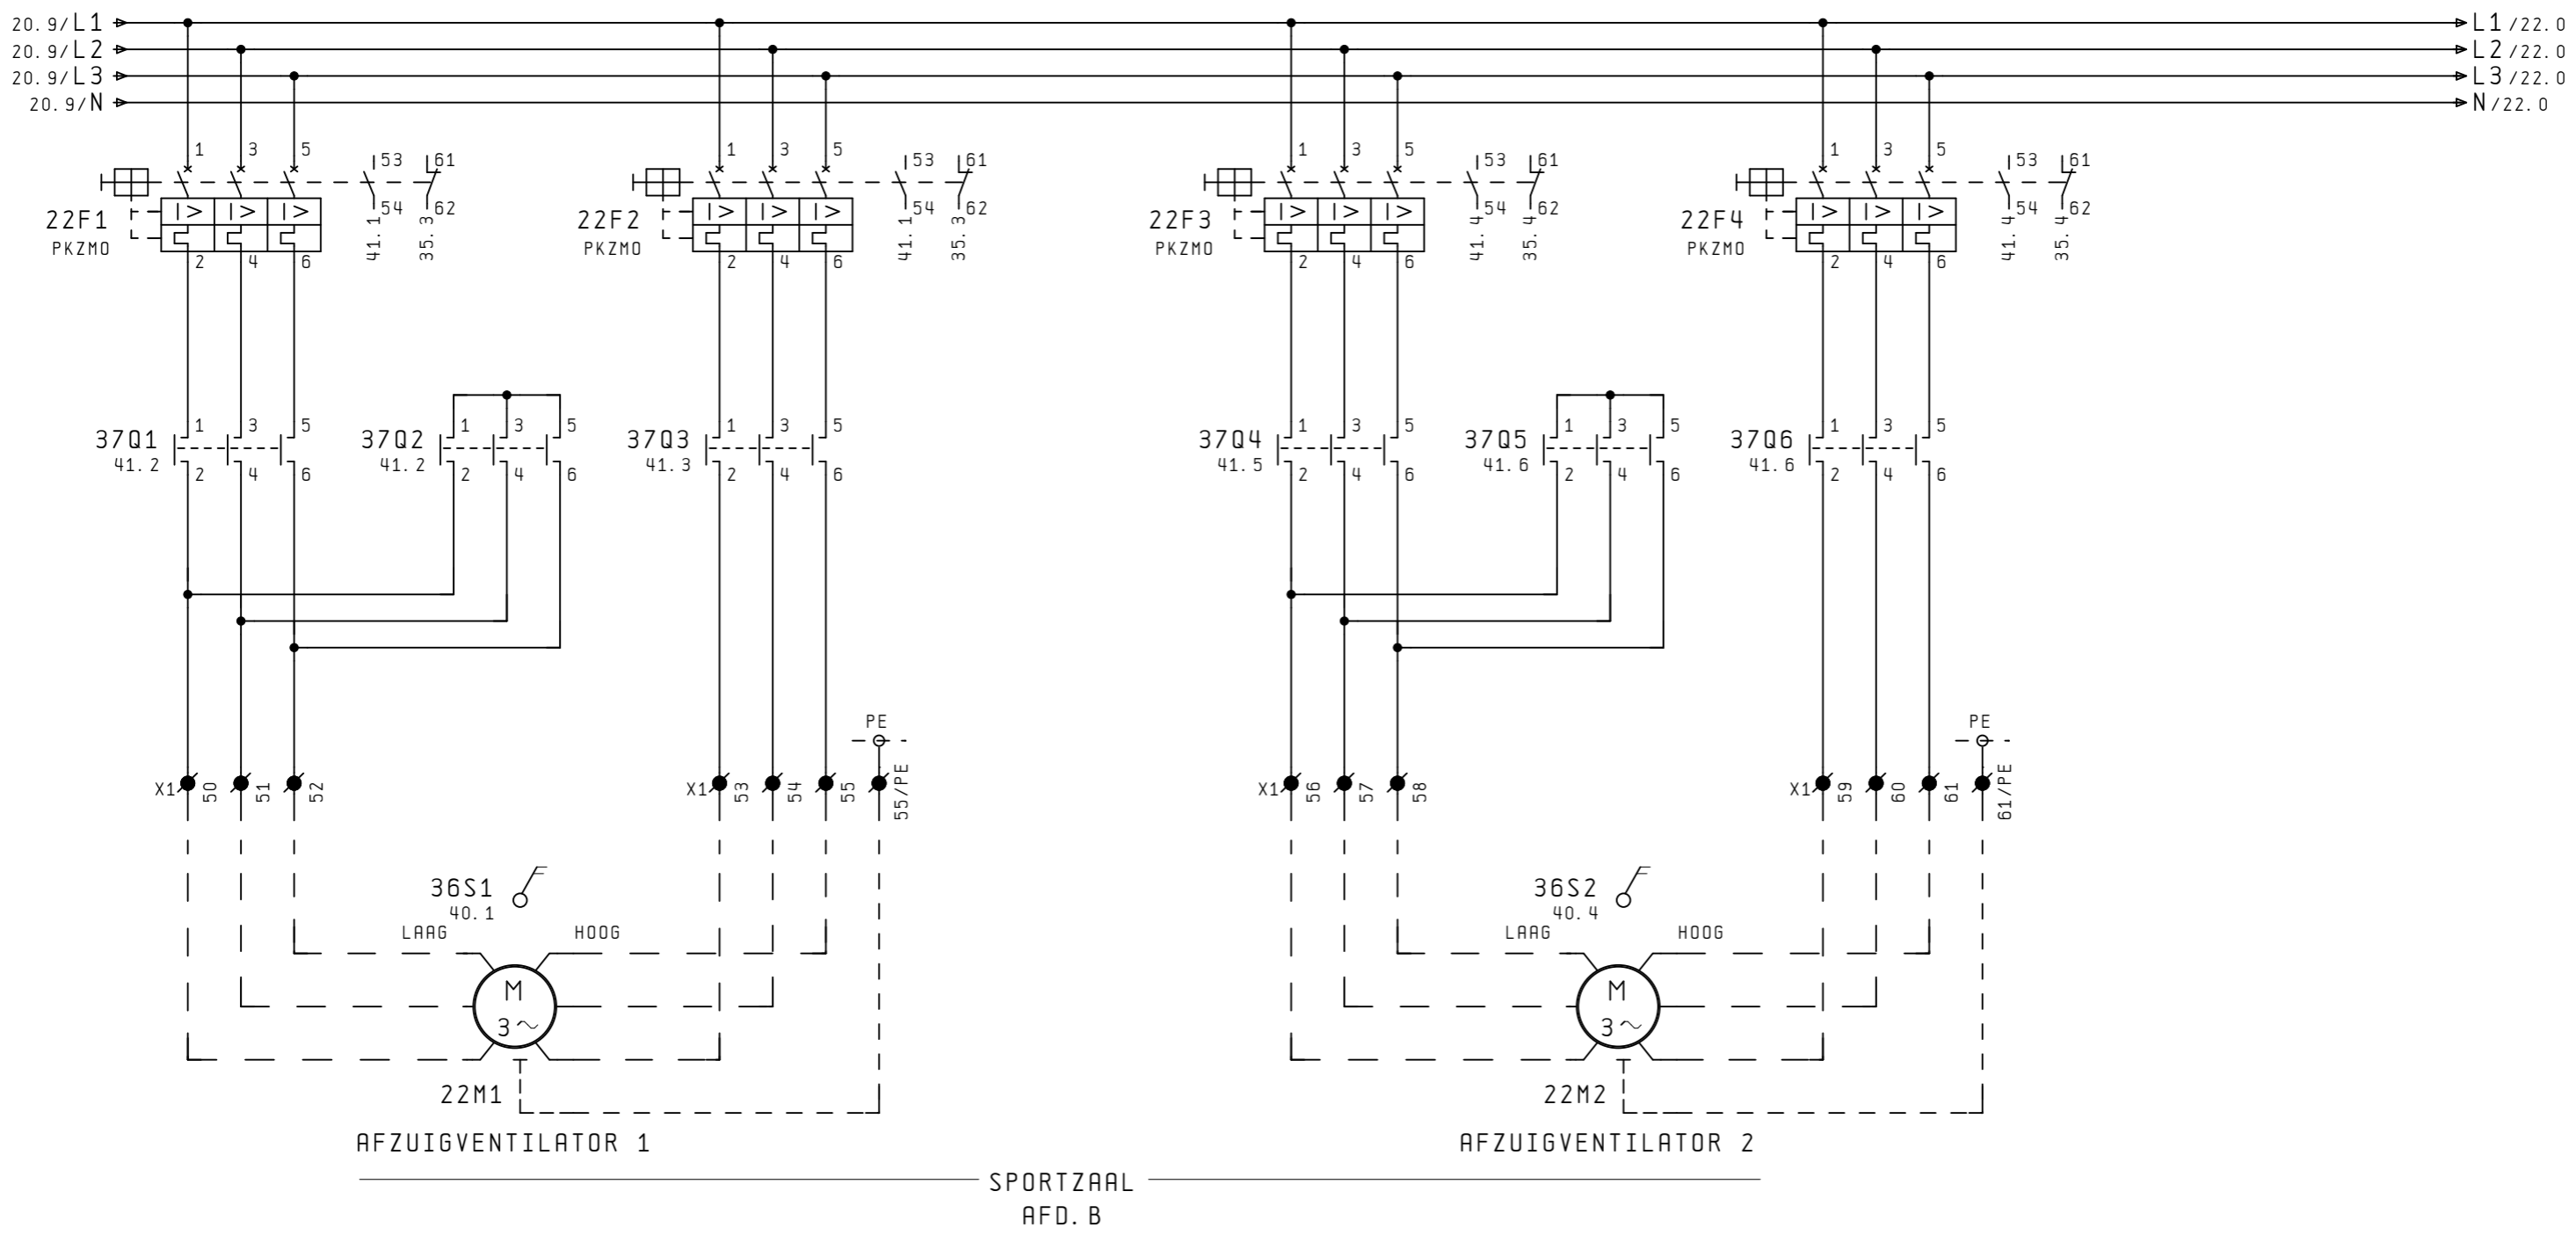 20.9/L1 L1/22.0
20.9/L2 L2/22.0
20.9/L3 L3/22.0
20.9/N N/22.0
1 3 5 53 61 1 3 5 53 61 1 3 5 53 61 1 3 5 53 61
22F1 I> I> I> 54 62 22F2 I> I> I> 54 62 22F3 I> I> I> 54 62 22F4 I> I> I> 54 62
PKZMO 41.1 35.3 PKZMO 41.1 35.3 PKZMO 41.4 35.4 PKZMO 41.4 35.4
2 4 6 2 4 6 2 4 6 2 4 6
1 3 5 1 3 5 1 3 5 1 3 5 1 3 5 1 3 5
37Q1 37Q2 37Q3 37Q4 37Q5 37Q6
41.2 41.2 41.3 41.5 41.6 41.6
2 4 6 2 4 6 2 4 6 2 4 6 2 4 6 2 4 6
PE PE
X1 50 51 52 X1 53 54 55 55/PE X1 56 57 58 X1 59 60 61 61/PE
36S1 36S2
40.1 40.4
LAAG HOOG LAAG HOOG
M M
3~ 3~
22M1 22M2
AFZUIGVENTILATOR 1 AFZUIGVENTILATOR 2
SPORTZAAL
AFD.B